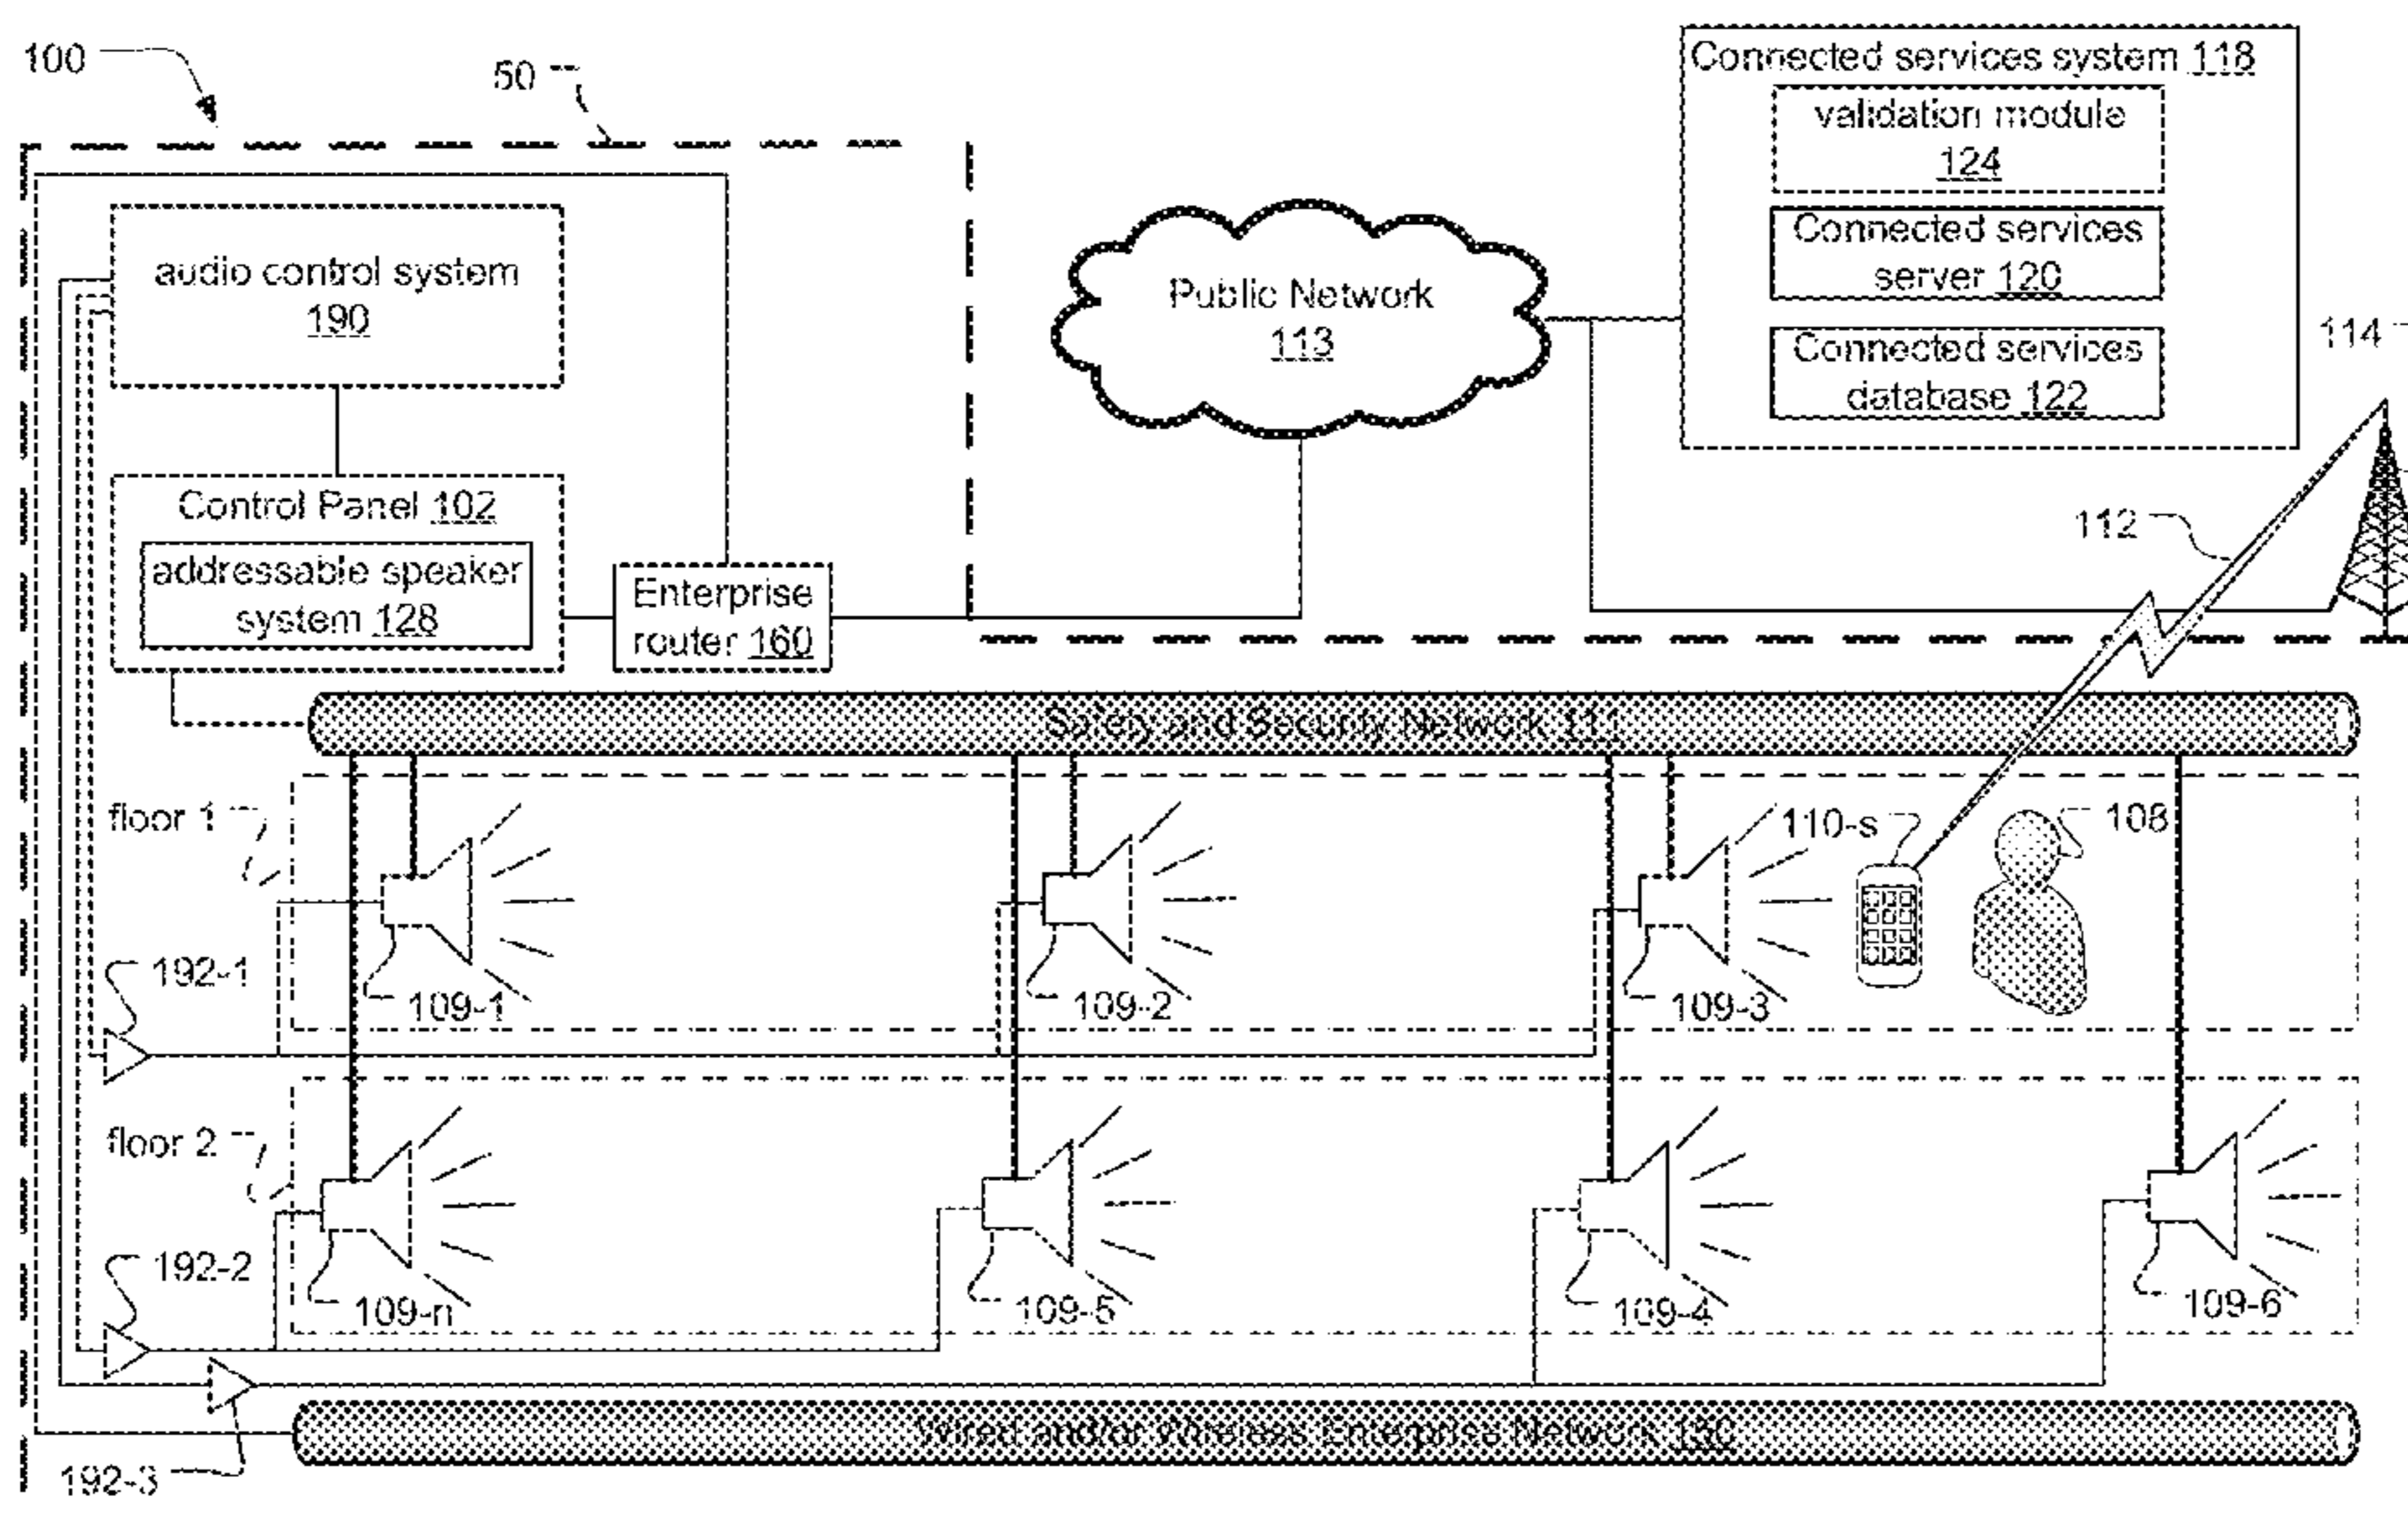 100
50
Connected services system 118
validation module
124
Connected services
server 120
Connected services
database 122
audio control system
190
Public Network
113
114
Control Panel 102
addressable speaker
system 128
Enterprise
router 160
112
Safety and Security Network 111
floor 1
110-s
108
192-1
109-1
109-2
109-3
floor 2
192-2
109-n
109-5
109-4
109-6
Wired and/or Wireless Enterprise Network 150
192-3